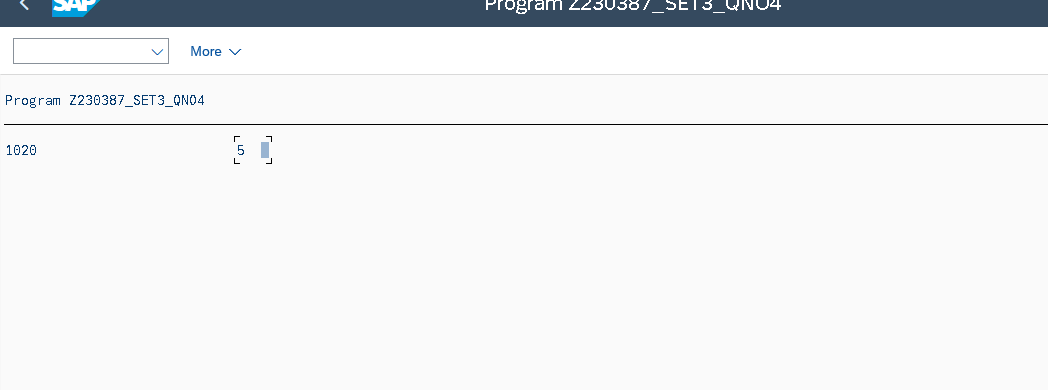 SAP Program Z230387_SET3_QNO4
More
Program Z230387_SET3_QNO4
1020 5